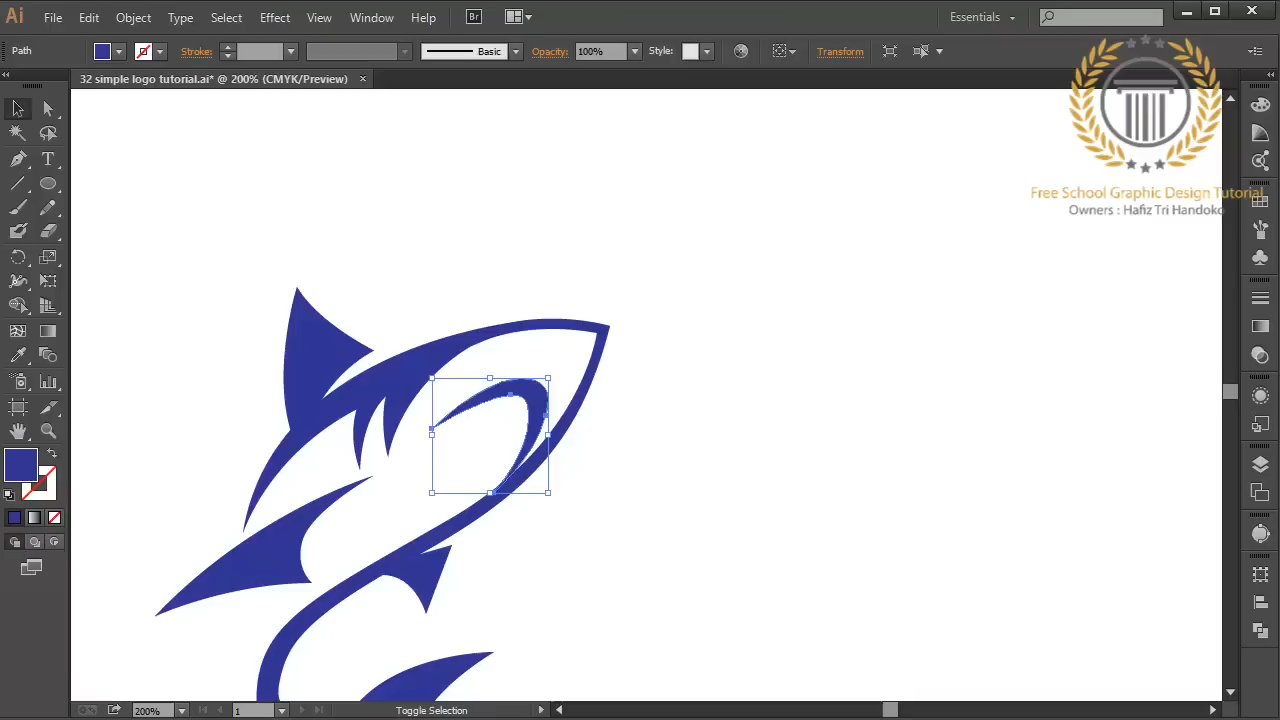 Ai File Edit Object Type Select Effect View Window Help Br Essentials
Path Stroke: Basic Opacity: 100% Style: Transform
32 simple logo tutorial.ai* @ 200% (CMYK/Preview)
Free School Graphic Design Tutorial
Owners : Hafiz Tri Handoko
200% 1 Toggle Selection